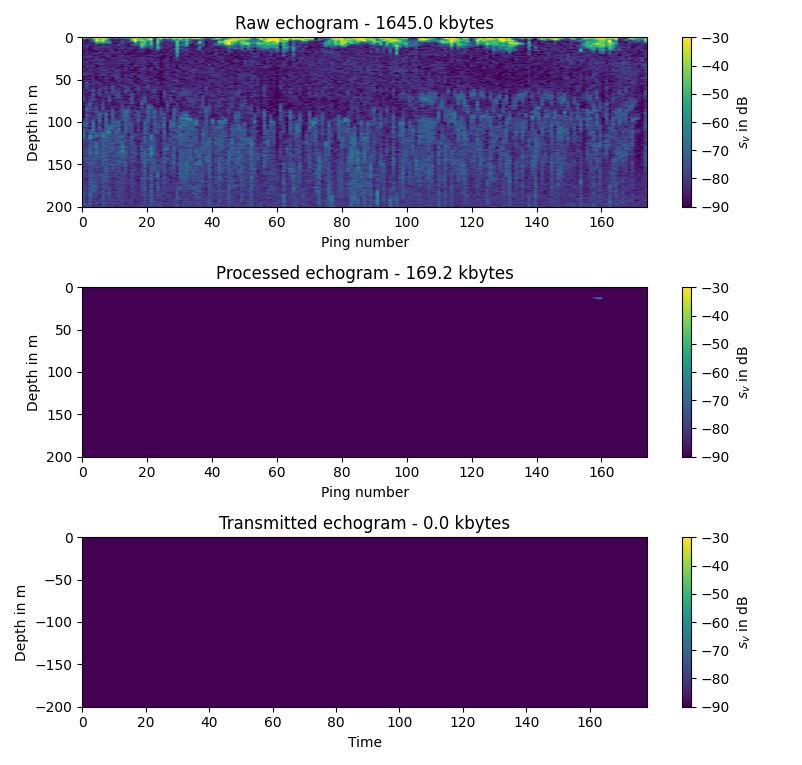 Raw echogram - 1645.0 kbytes
0
50
100
150
200
Depth in m
0 20 40 60 80 100 120 140 160
Ping number
−30
−40
−50
−60
−70
−80
−90
sv in dB
Processed echogram - 169.2 kbytes
0
50
100
150
200
Depth in m
0 20 40 60 80 100 120 140 160
Ping number
−30
−40
−50
−60
−70
−80
−90
sv in dB
Transmitted echogram - 0.0 kbytes
0
−50
−100
−150
−200
Depth in m
0 20 40 60 80 100 120 140 160
Time
−30
−40
−50
−60
−70
−80
−90
sv in dB